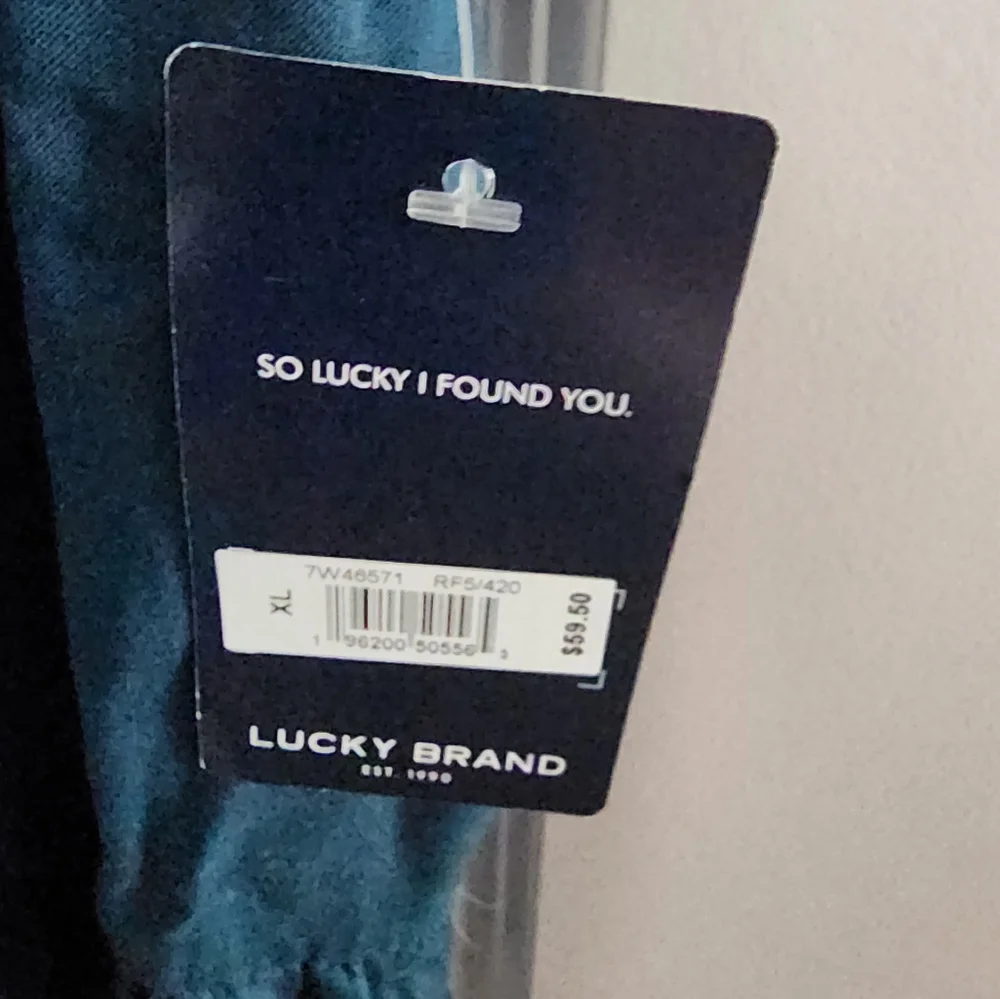 SO LUCKY I FOUND YOU.
7W46571 RF5/420
XL
$59.50
1 96200 50556 3
LUCKY BRAND
EST. 1990